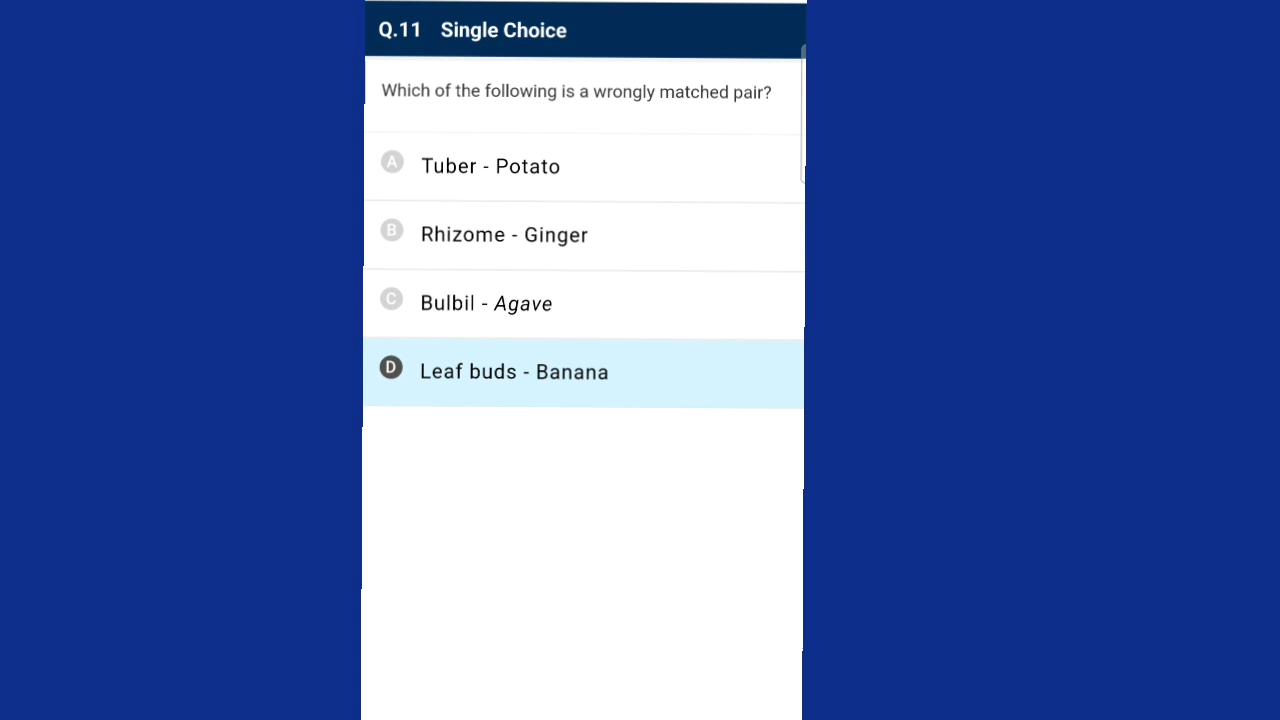 Q.11 Single Choice
Which of the following is a wrongly matched pair?
A Tuber - Potato
B Rhizome - Ginger
C Bulbil - Agave
D Leaf buds - Banana